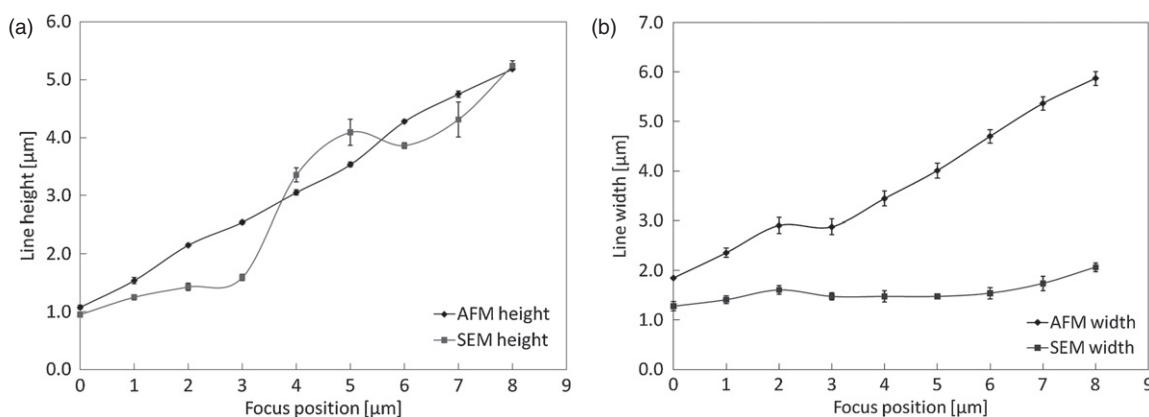 (a)
6.0
5.0
4.0
3.0
2.0
1.0
0.0
Line height [µm]
AFM height
SEM height
0 1 2 3 4 5 6 7 8 9
Focus position [µm]
(b)
7.0
6.0
5.0
4.0
3.0
2.0
1.0
0.0
Line width [µm]
AFM width
SEM width
0 1 2 3 4 5 6 7 8 9
Focus position [µm]